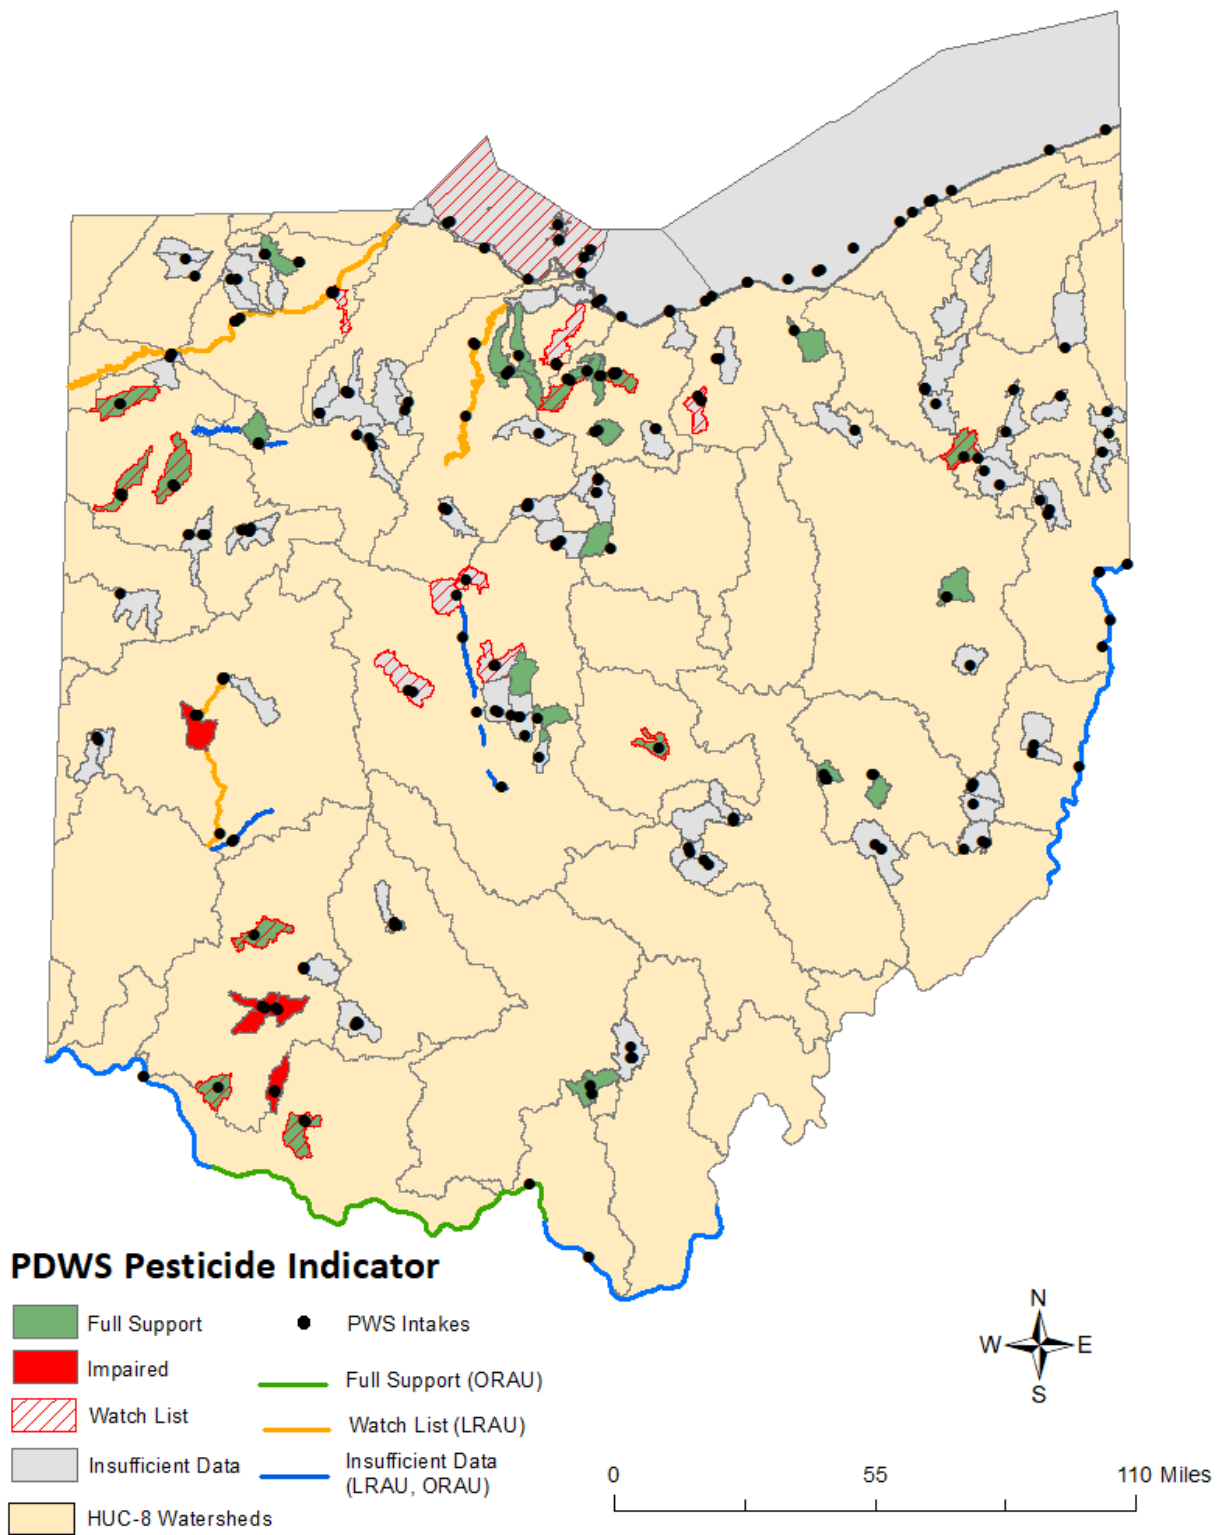 PDWS Pesticide Indicator
Full Support
PWS Intakes
Impaired
Full Support (ORAU)
Watch List
Watch List (LRAU)
Insufficient Data
Insufficient Data
(LRAU, ORAU)
HUC-8 Watersheds
N
W E
S
0 55 110 Miles